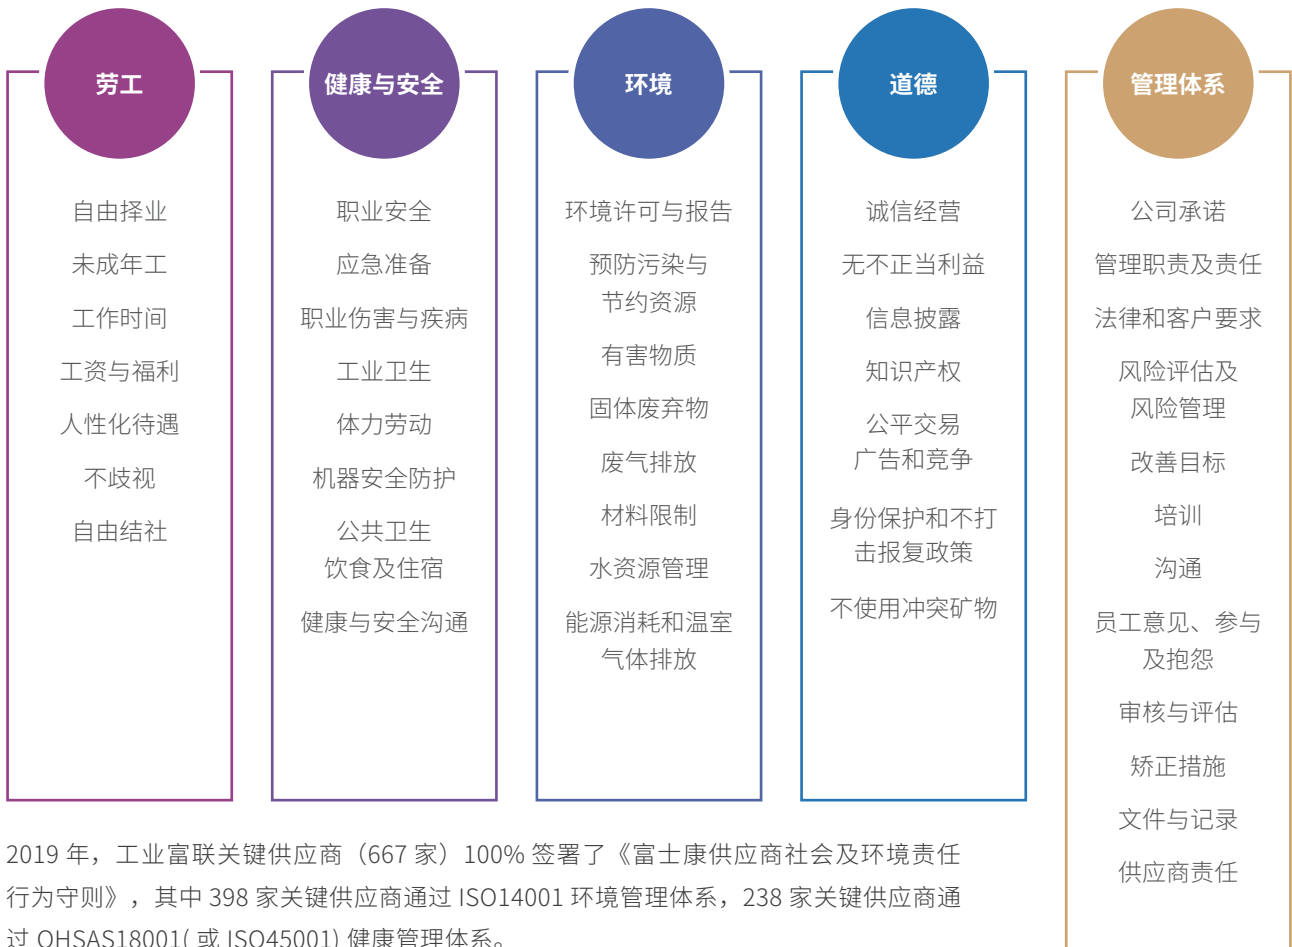 劳工
自由择业
未成年工
工作时间
工资与福利
人性化待遇
不歧视
自由结社
健康与安全
职业安全
应急准备
职业伤害与疾病
工业卫生
体力劳动
机器安全防护
公共卫生
饮食及住宿
健康与安全沟通
环境
环境许可与报告
预防污染与
节约资源
有害物质
固体废弃物
废气排放
材料限制
水资源管理
能源消耗和温室
气体排放
道德
诚信经营
无不正当利益
信息披露
知识产权
公平交易
广告和竞争
身份保护和不打
击报复政策
不使用冲突矿物
管理体系
公司承诺
管理职责及责任
法律和客户要求
风险评估及
风险管理
改善目标
培训
沟通
员工意见、参与
及抱怨
审核与评估
矫正措施
文件与记录
供应商责任
2019 年，工业富联关键供应商（667 家）100% 签署了《富士康供应商社会及环境责任
行为守则》，其中 398 家关键供应商通过 ISO14001 环境管理体系，238 家关键供应商通
过 OHSAS18001( 或 ISO45001) 健康管理体系。